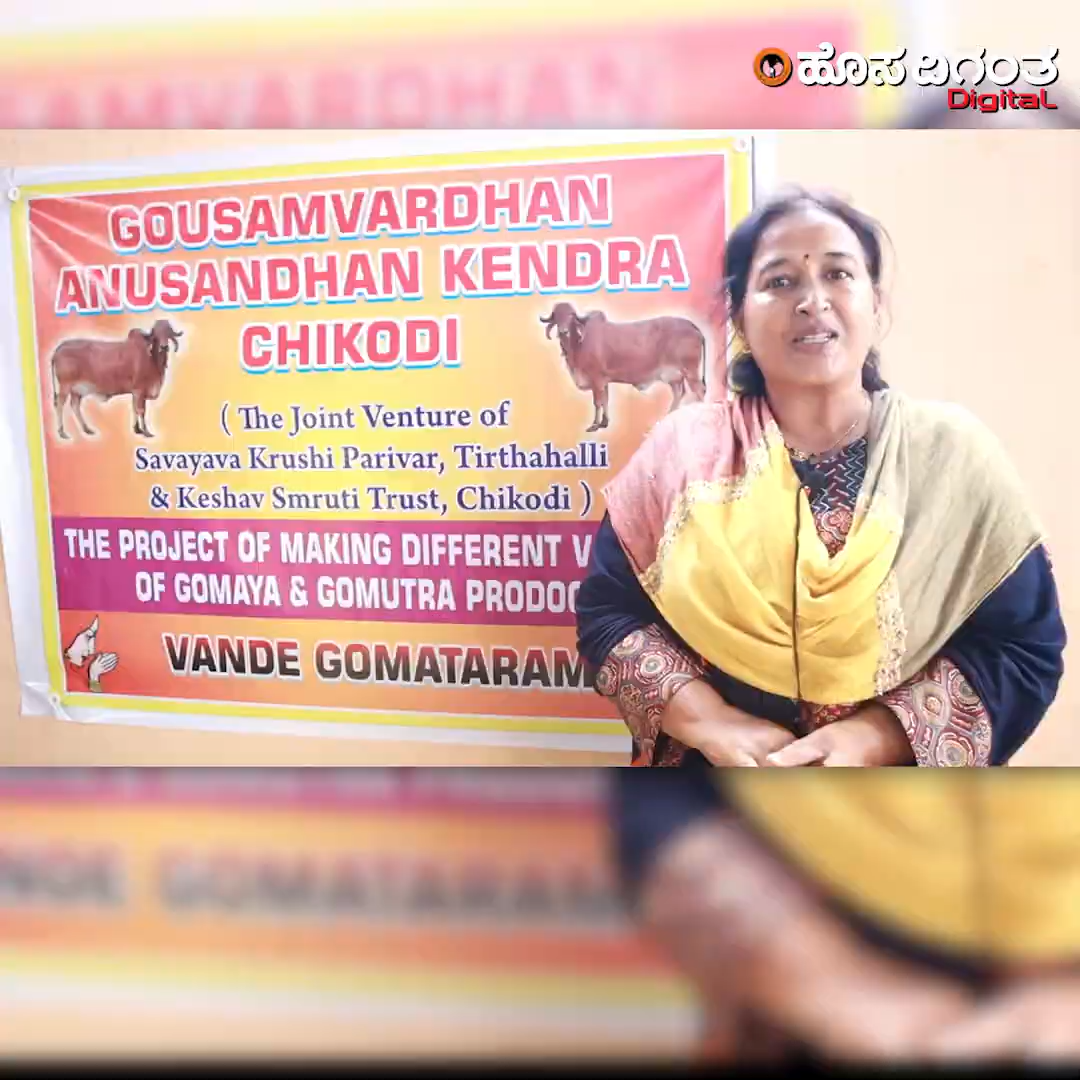 ಹೊಸ ದಿಗಂತ
Digital
GOUSAMVARDHAN
ANUSANDHAN KENDRA
CHIKODI
( The Joint Venture of
Savayava Krushi Parivar, Tirthahalli
& Keshav Smruti Trust, Chikodi )
THE PROJECT OF MAKING DIFFERENT
OF GOMAYA & GOMUTRA
VANDE GOMATARAM